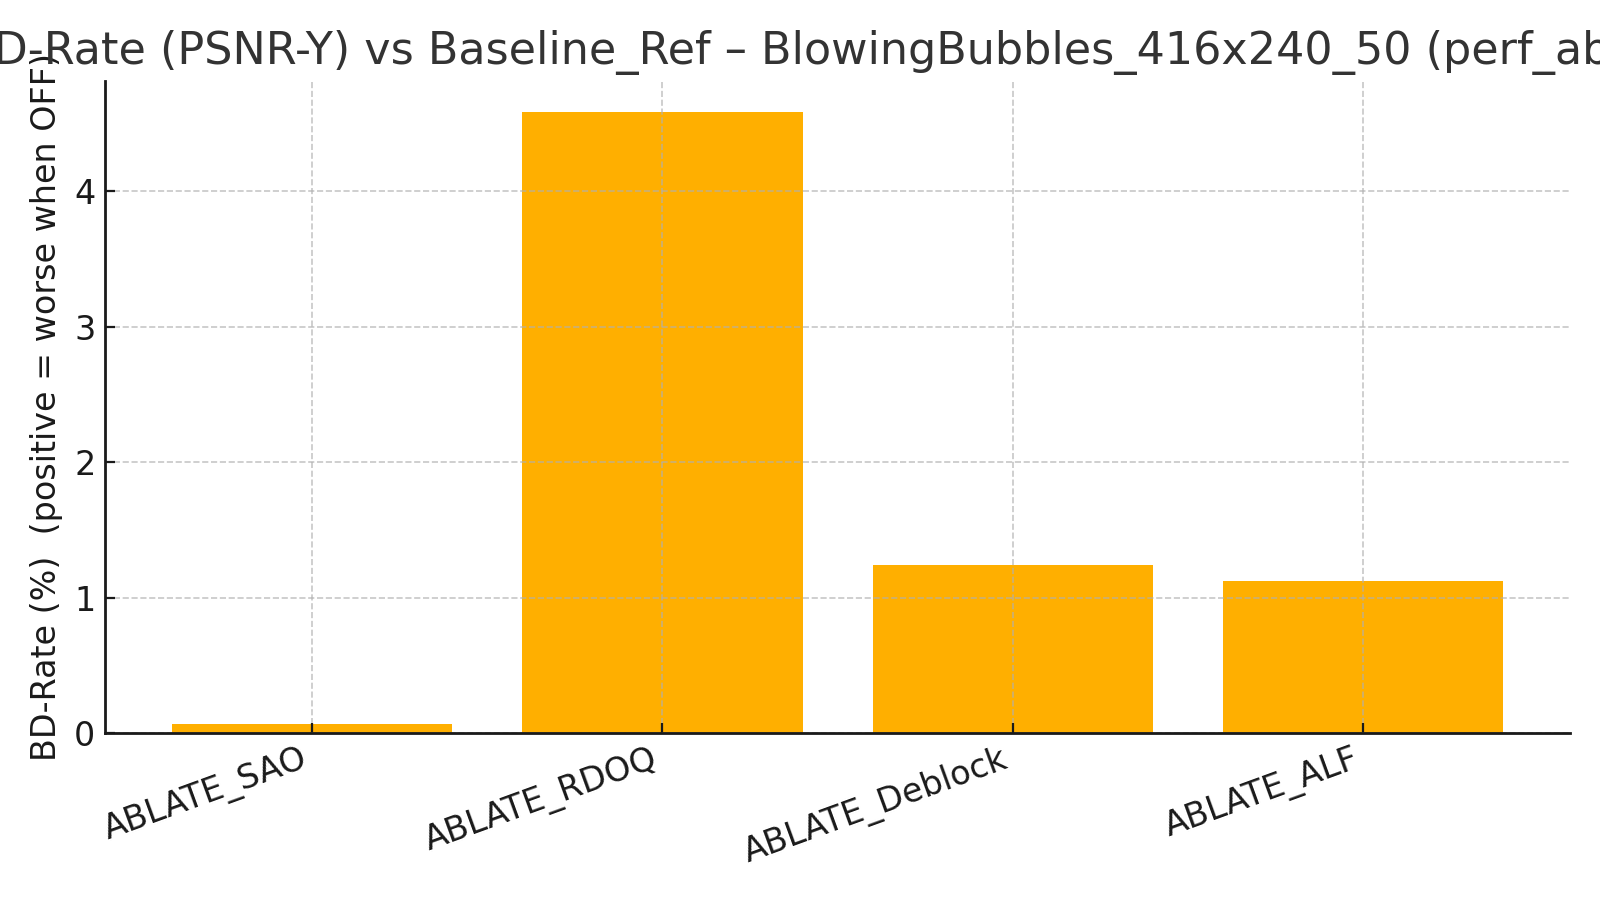 D-Rate (PSNR-Y) vs Baseline_Ref – BlowingBubbles_416x240_50 (perf_ab
BD-Rate (%)  (positive = worse when OFF)
4
3
2
1
0
ABLATE_SAO
ABLATE_RDOQ
ABLATE_Deblock
ABLATE_ALF